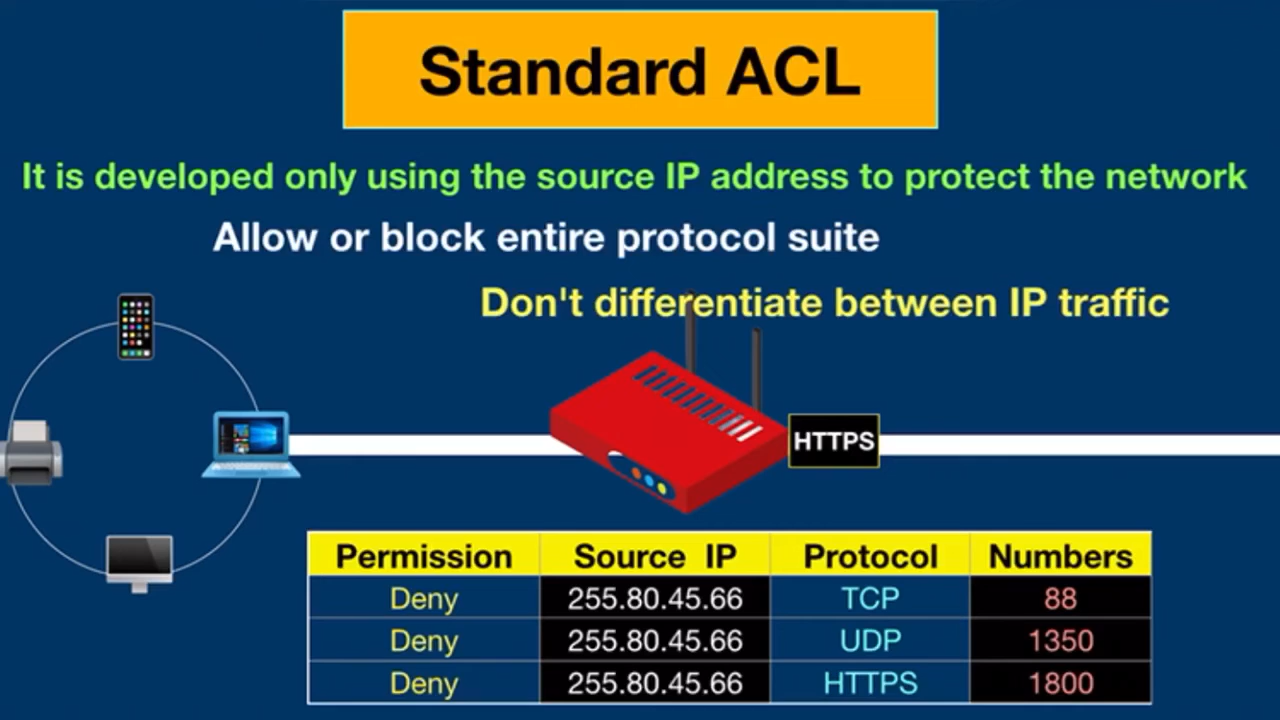 Standard ACL
It is developed only using the source IP address to protect the network
Allow or block entire protocol suite
Don't differentiate between IP traffic
HTTPS
Permission Source IP Protocol Numbers
Deny 255.80.45.66 TCP 88
Deny 255.80.45.66 UDP 1350
Deny 255.80.45.66 HTTPS 1800